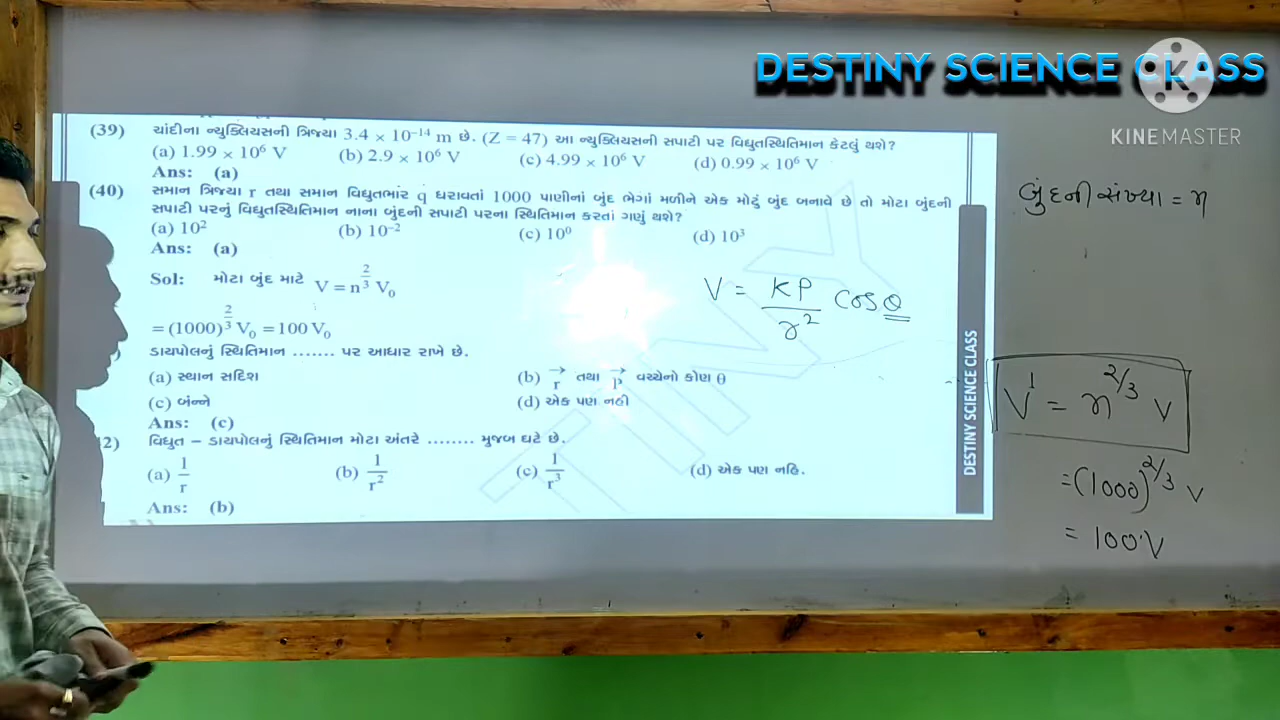 DESTINY SCIENCE CLASS
K
KINEMASTER
(39) ચાંદીના ન્યુક્લિયસની ત્રિજ્યા 3.4 × 10⁻¹⁴ m છે. (Z = 47) આ ન્યુક્લિયસની સપાટી પર વિદ્યુતસ્થિતિમાન કેટલું થશે?
(a) 1.99 × 10⁶ V (b) 2.9 × 10⁶ V (c) 4.99 × 10⁶ V (d) 0.99 × 10⁶ V
Ans: (a)
(40) સમાન ત્રિજ્યા r તથા સમાન વિદ્યુતભાર q ધરાવતાં 1000 પાણીનાં બુંદ ભેગાં મળીને એક મોટું બુંદ બનાવે છે તો મોટા બુંદની
સપાટી પરનું વિદ્યુતસ્થિતિમાન નાના બુંદની સપાટી પરના સ્થિતિમાન કરતાં ગણું થશે?
(a) 10² (b) 10⁻² (c) 10⁰ (d) 10³
Ans: (a)
Sol: મોટા બુંદ માટે V = n^(2/3) V₀
= (1000)^(2/3) V₀ = 100 V₀
) ડાયપોલનું સ્થિતિમાન ....... પર આધાર રાખે છે.
(a) સ્થાન સદિશ (b) r⃗ તથા p⃗ વચ્ચેનો કોણ θ
(c) બંન્ને (d) એક પણ નહી
Ans: (c)
2) વિદ્યુત – ડાયપોલનું સ્થિતિમાન મોટા અંતરે ........ મુજબ ઘટે છે.
(a) 1/r (b) 1/r² (c) 1/r³ (d) એક પણ નહિ.
Ans: (b)
DESTINY SCIENCE CLASS
V = KP/r² cos θ
બુંદની સંખ્યા = n
V¹ = n^(2/3) V
= (1000)^(2/3) V
= 100 V